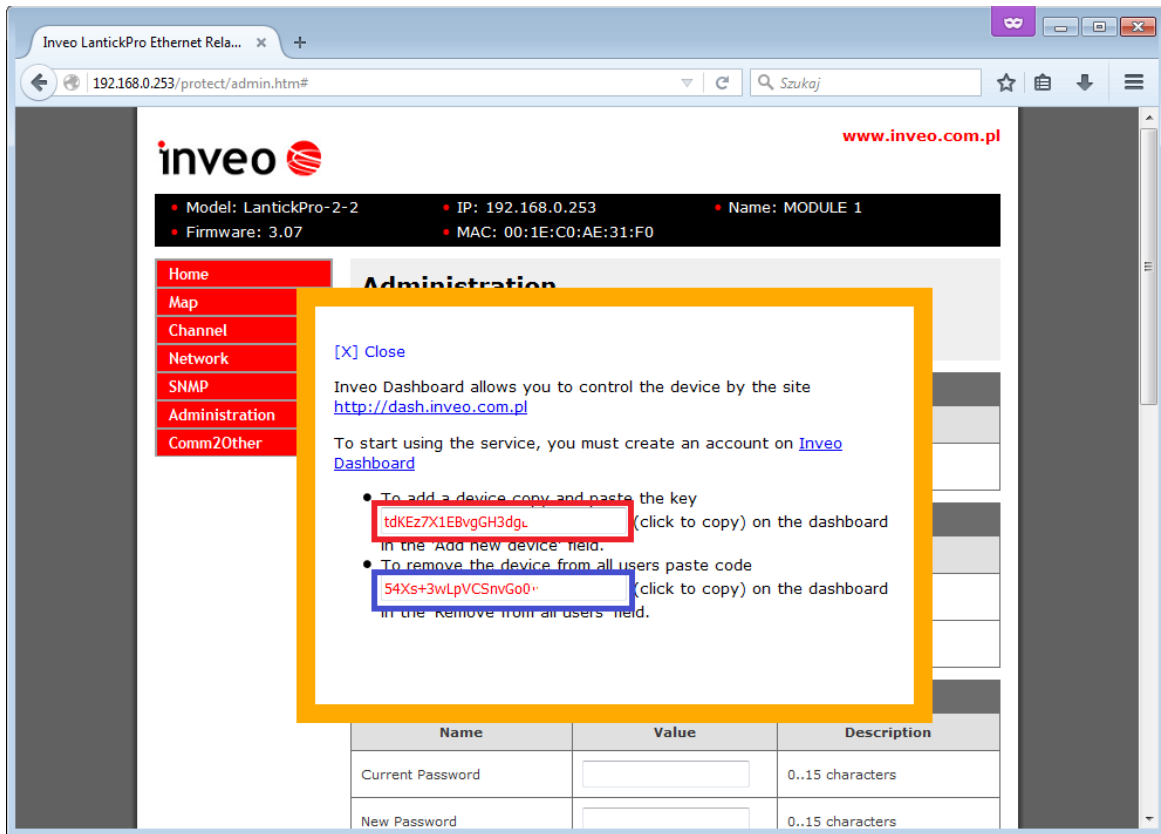 Inveo LantickPro Ethernet Rela...
192.168.0.253/protect/admin.htm#
Szukaj
inveo
www.inveo.com.pl
Model: LantickPro-2-2
IP: 192.168.0.253
Name: MODULE 1
Firmware: 3.07
MAC: 00:1E:C0:AE:31:F0
Home
Map
Channel
Network
SNMP
Administration
Comm2Other
Administration
[X] Close
Inveo Dashboard allows you to control the device by the site
http://dash.inveo.com.pl
To start using the service, you must create an account on Inveo
Dashboard
To add a device copy and paste the key
tdKEz7X1EBvgGH3dg (click to copy) on the dashboard
in the 'Add new device' field.
To remove the device from all users paste code
54Xs+3wLpVCSnvGo0 (click to copy) on the dashboard
in the 'Remove from all users' field.
Name Value Description
Current Password 0..15 characters
New Password 0..15 characters